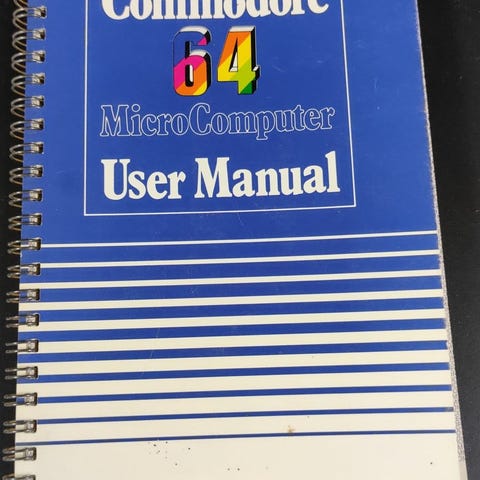 Commodore
64
MicroComputer
User Manual